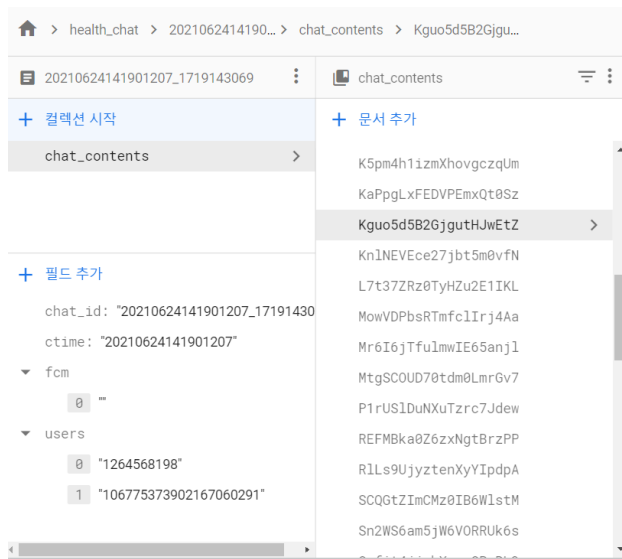 health_chat > 2021062414190... > chat_contents > Kguo5d5B2Gjgu...
20210624141901207_1719143069
컬렉션 시작
chat_contents
필드 추가
chat_id: "20210624141901207_17191430
ctime: "20210624141901207"
fcm
0 ""
users
0 "1264568198"
1 "106775373902167060291"
chat_contents
문서 추가
K5pm4h1izmXhovgczqUm
KaPpgLxFEDVPEmxQt0Sz
Kguo5d5B2GjgutHJwEtZ
KnlNEVEce27jbt5m0vfN
L7t37ZRz0TyHZu2E1IKL
MowVDPbsRTmfclIrj4Aa
Mr6I6jTfulmwIE65anjl
MtgSCOUD70tdm0LmrGv7
P1rUSlDuNXuTzrc7Jdew
REFMBka0Z6zxNgtBrzPP
RlLs9UjyztenXyYIpdpA
SCQGtZImCMz0IB6WlstM
Sn2WS6am5jW6VORRUk6s